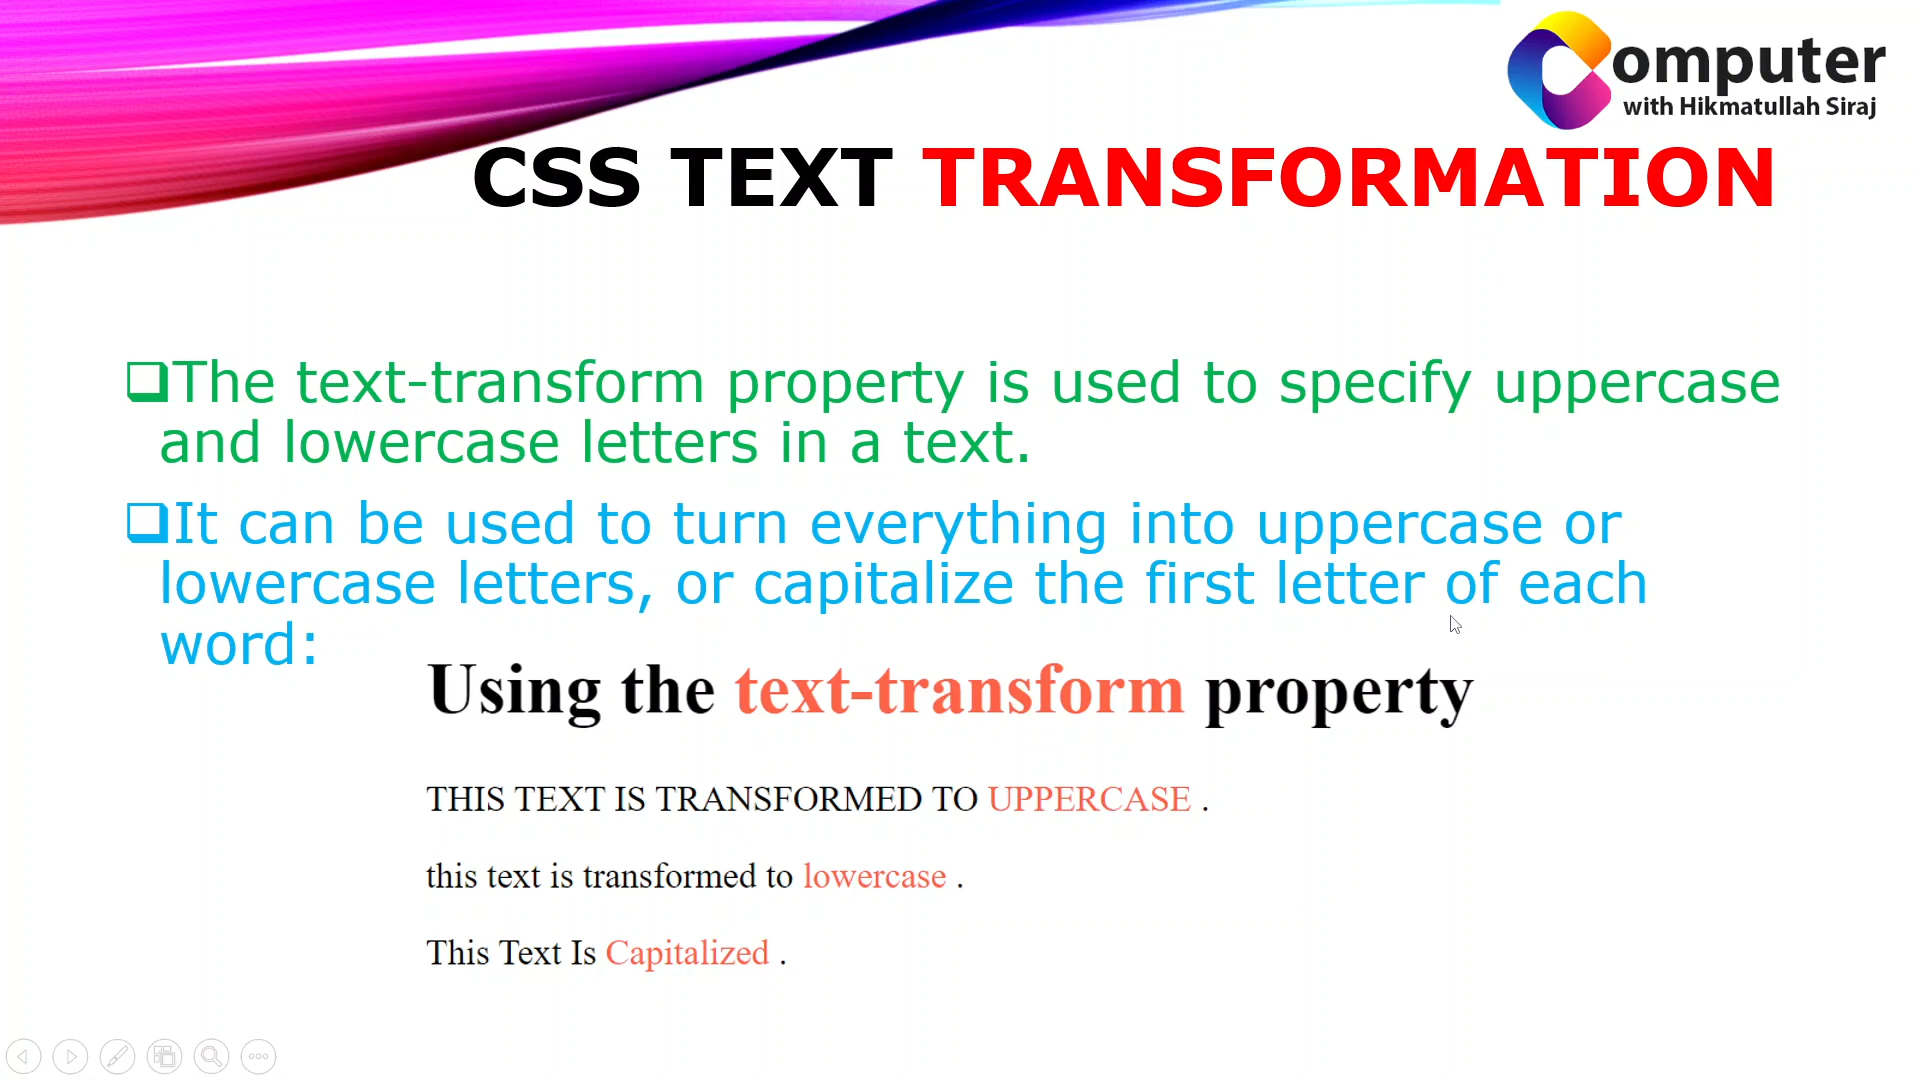 Computer
with Hikmatullah Siraj
CSS TEXT TRANSFORMATION
❑The text-transform property is used to specify uppercase
and lowercase letters in a text.
❑It can be used to turn everything into uppercase or
lowercase letters, or capitalize the first letter of each
word:
Using the text-transform property
THIS TEXT IS TRANSFORMED TO UPPERCASE .
this text is transformed to lowercase .
This Text Is Capitalized .